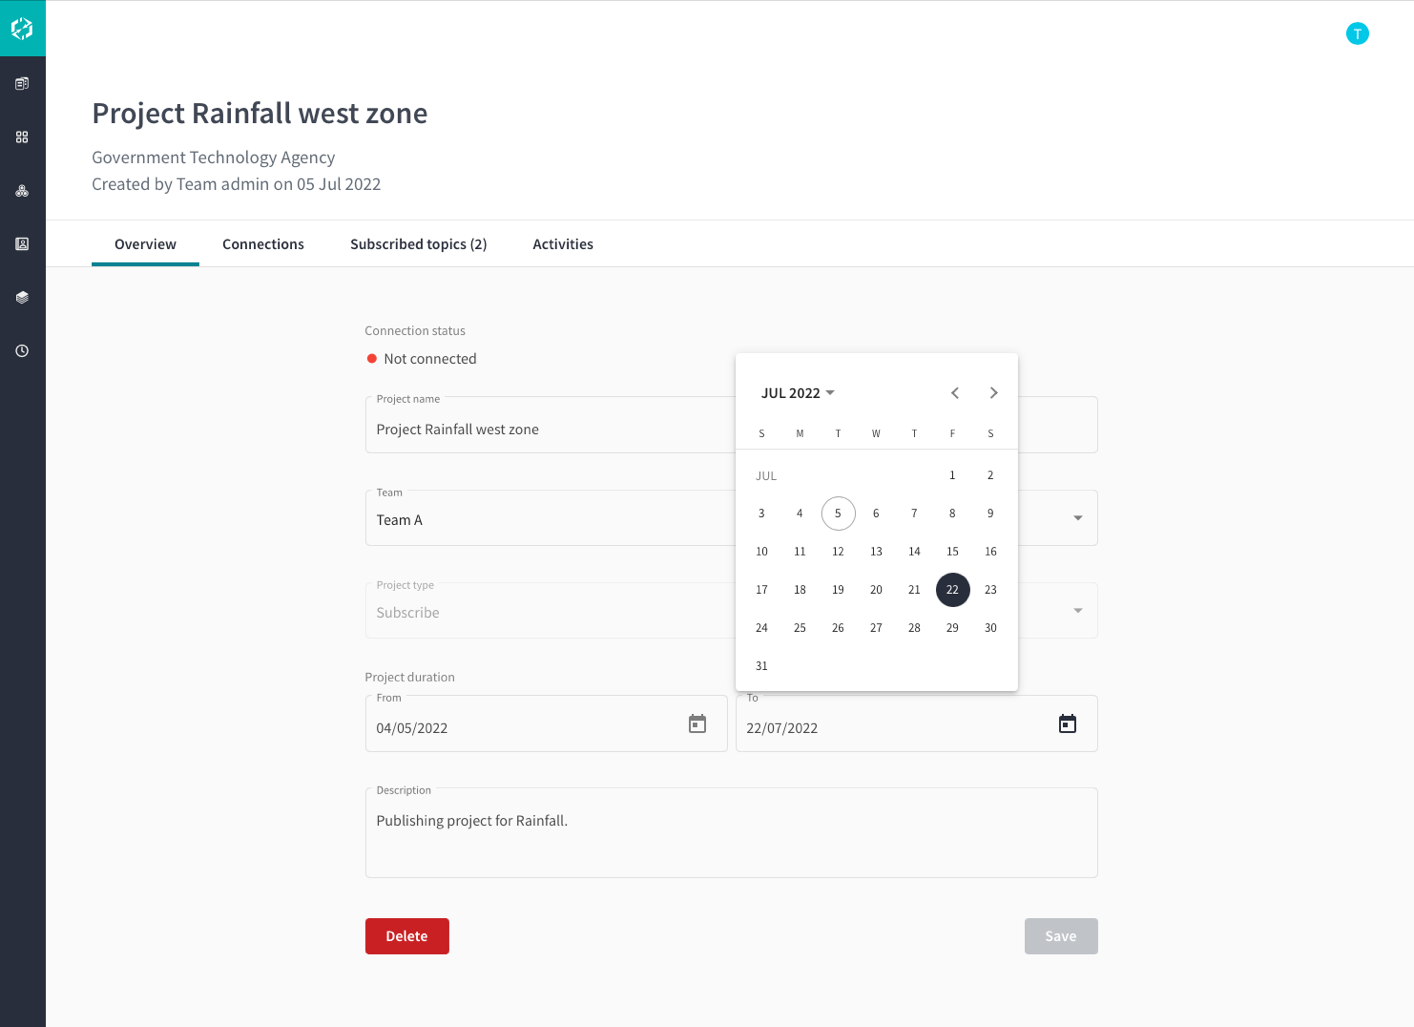 T
Project Rainfall west zone
Government Technology Agency
Created by Team admin on 05 Jul 2022
Overview Connections Subscribed topics (2) Activities
Connection status
Not connected
Project name
Project Rainfall west zone
Team
Team A
Project type
Subscribe
JUL 2022
S M T W T F S
JUL 1 2
3 4 5 6 7 8 9
10 11 12 13 14 15 16
17 18 19 20 21 22 23
24 25 26 27 28 29 30
31
Project duration
From
04/05/2022
To
22/07/2022
Description
Publishing project for Rainfall.
Delete Save